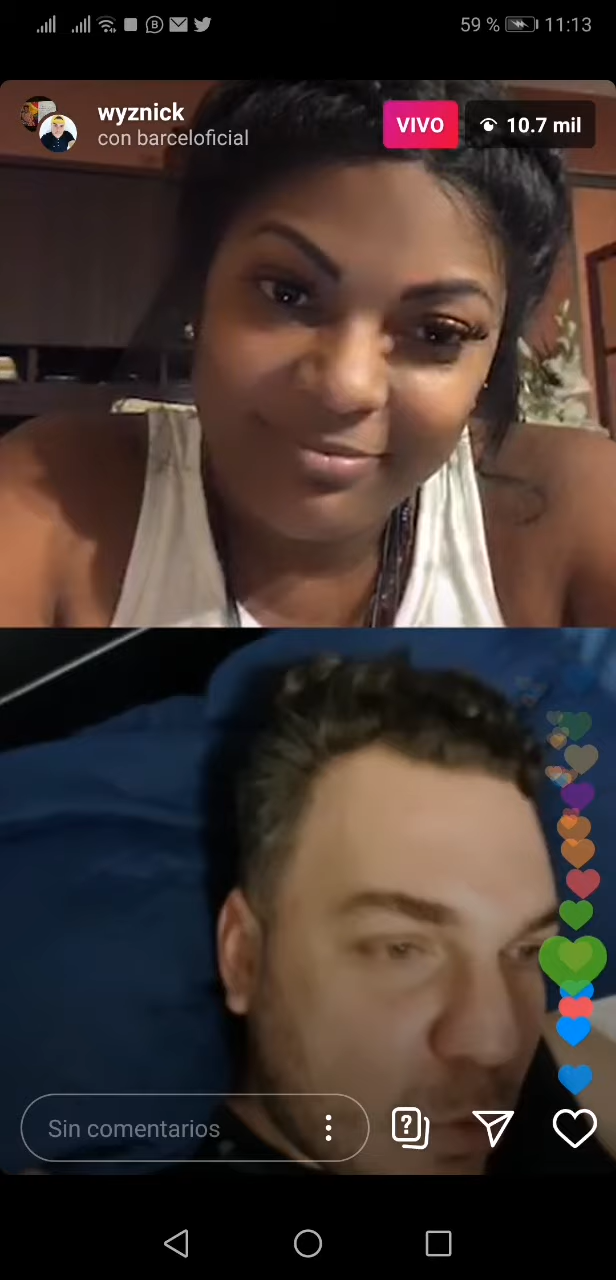 59 % 11:13
wyznick
con barceloficial
VIVO
10.7 mil
Sin comentarios